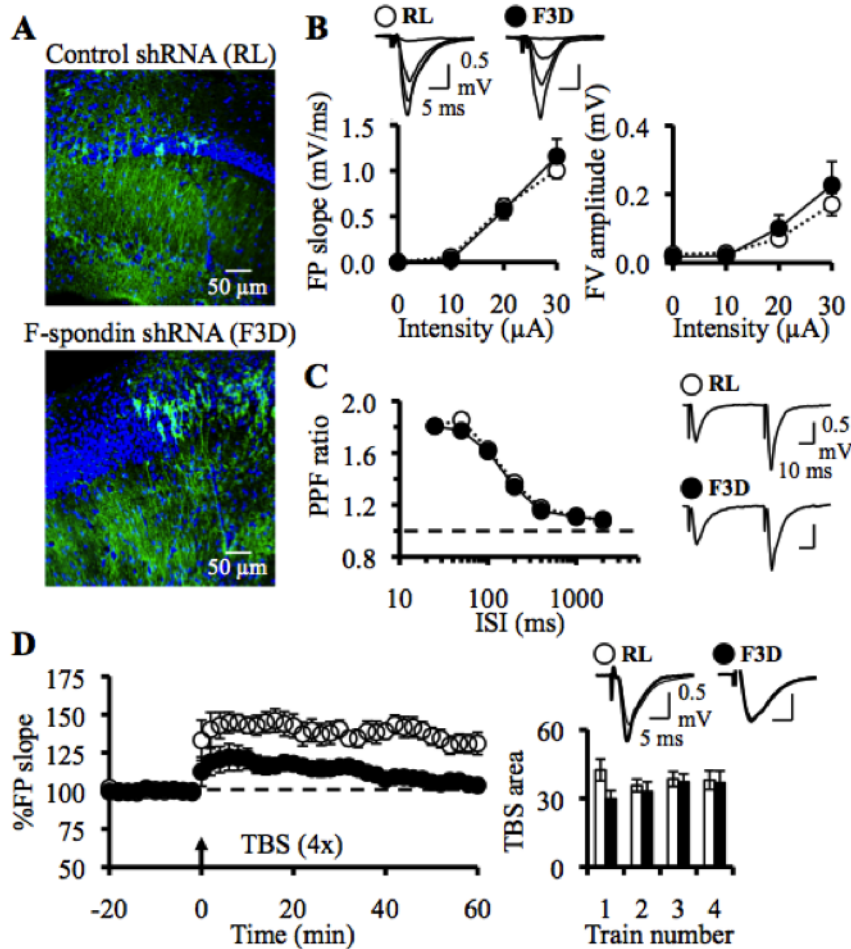 A
Control shRNA (RL)
50 µm
F-spondin shRNA (F3D)
50 µm
B
RL
F3D
0.5
mV
5 ms
FP slope (mV/ms)
1.5
1.0
0.5
0.0
0 10 20 30
Intensity (µA)
FV amplitude (mV)
0.4
0.2
0.0
0 10 20 30
Intensity (µA)
C
PPF ratio
2.0
1.6
1.2
0.8
10 100 1000
ISI (ms)
RL
0.5
mV
10 ms
F3D
D
%FP slope
175
150
125
100
75
50
TBS (4x)
-20 0 20 40 60
Time (min)
RL
F3D
0.5
mV
5 ms
TBS area
60
30
0
1 2 3 4
Train number